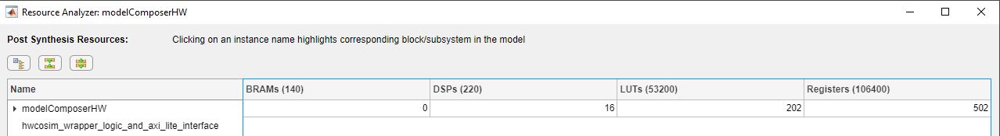 Resource Analyzer: modelComposerHW
Post Synthesis Resources: Clicking on an instance name highlights corresponding block/subsystem in the model
Name BRAMs (140) DSPs (220) LUTs (53200) Registers (106400)
modelComposerHW 0 16 202 502
hwcosim_wrapper_logic_and_axi_lite_interface